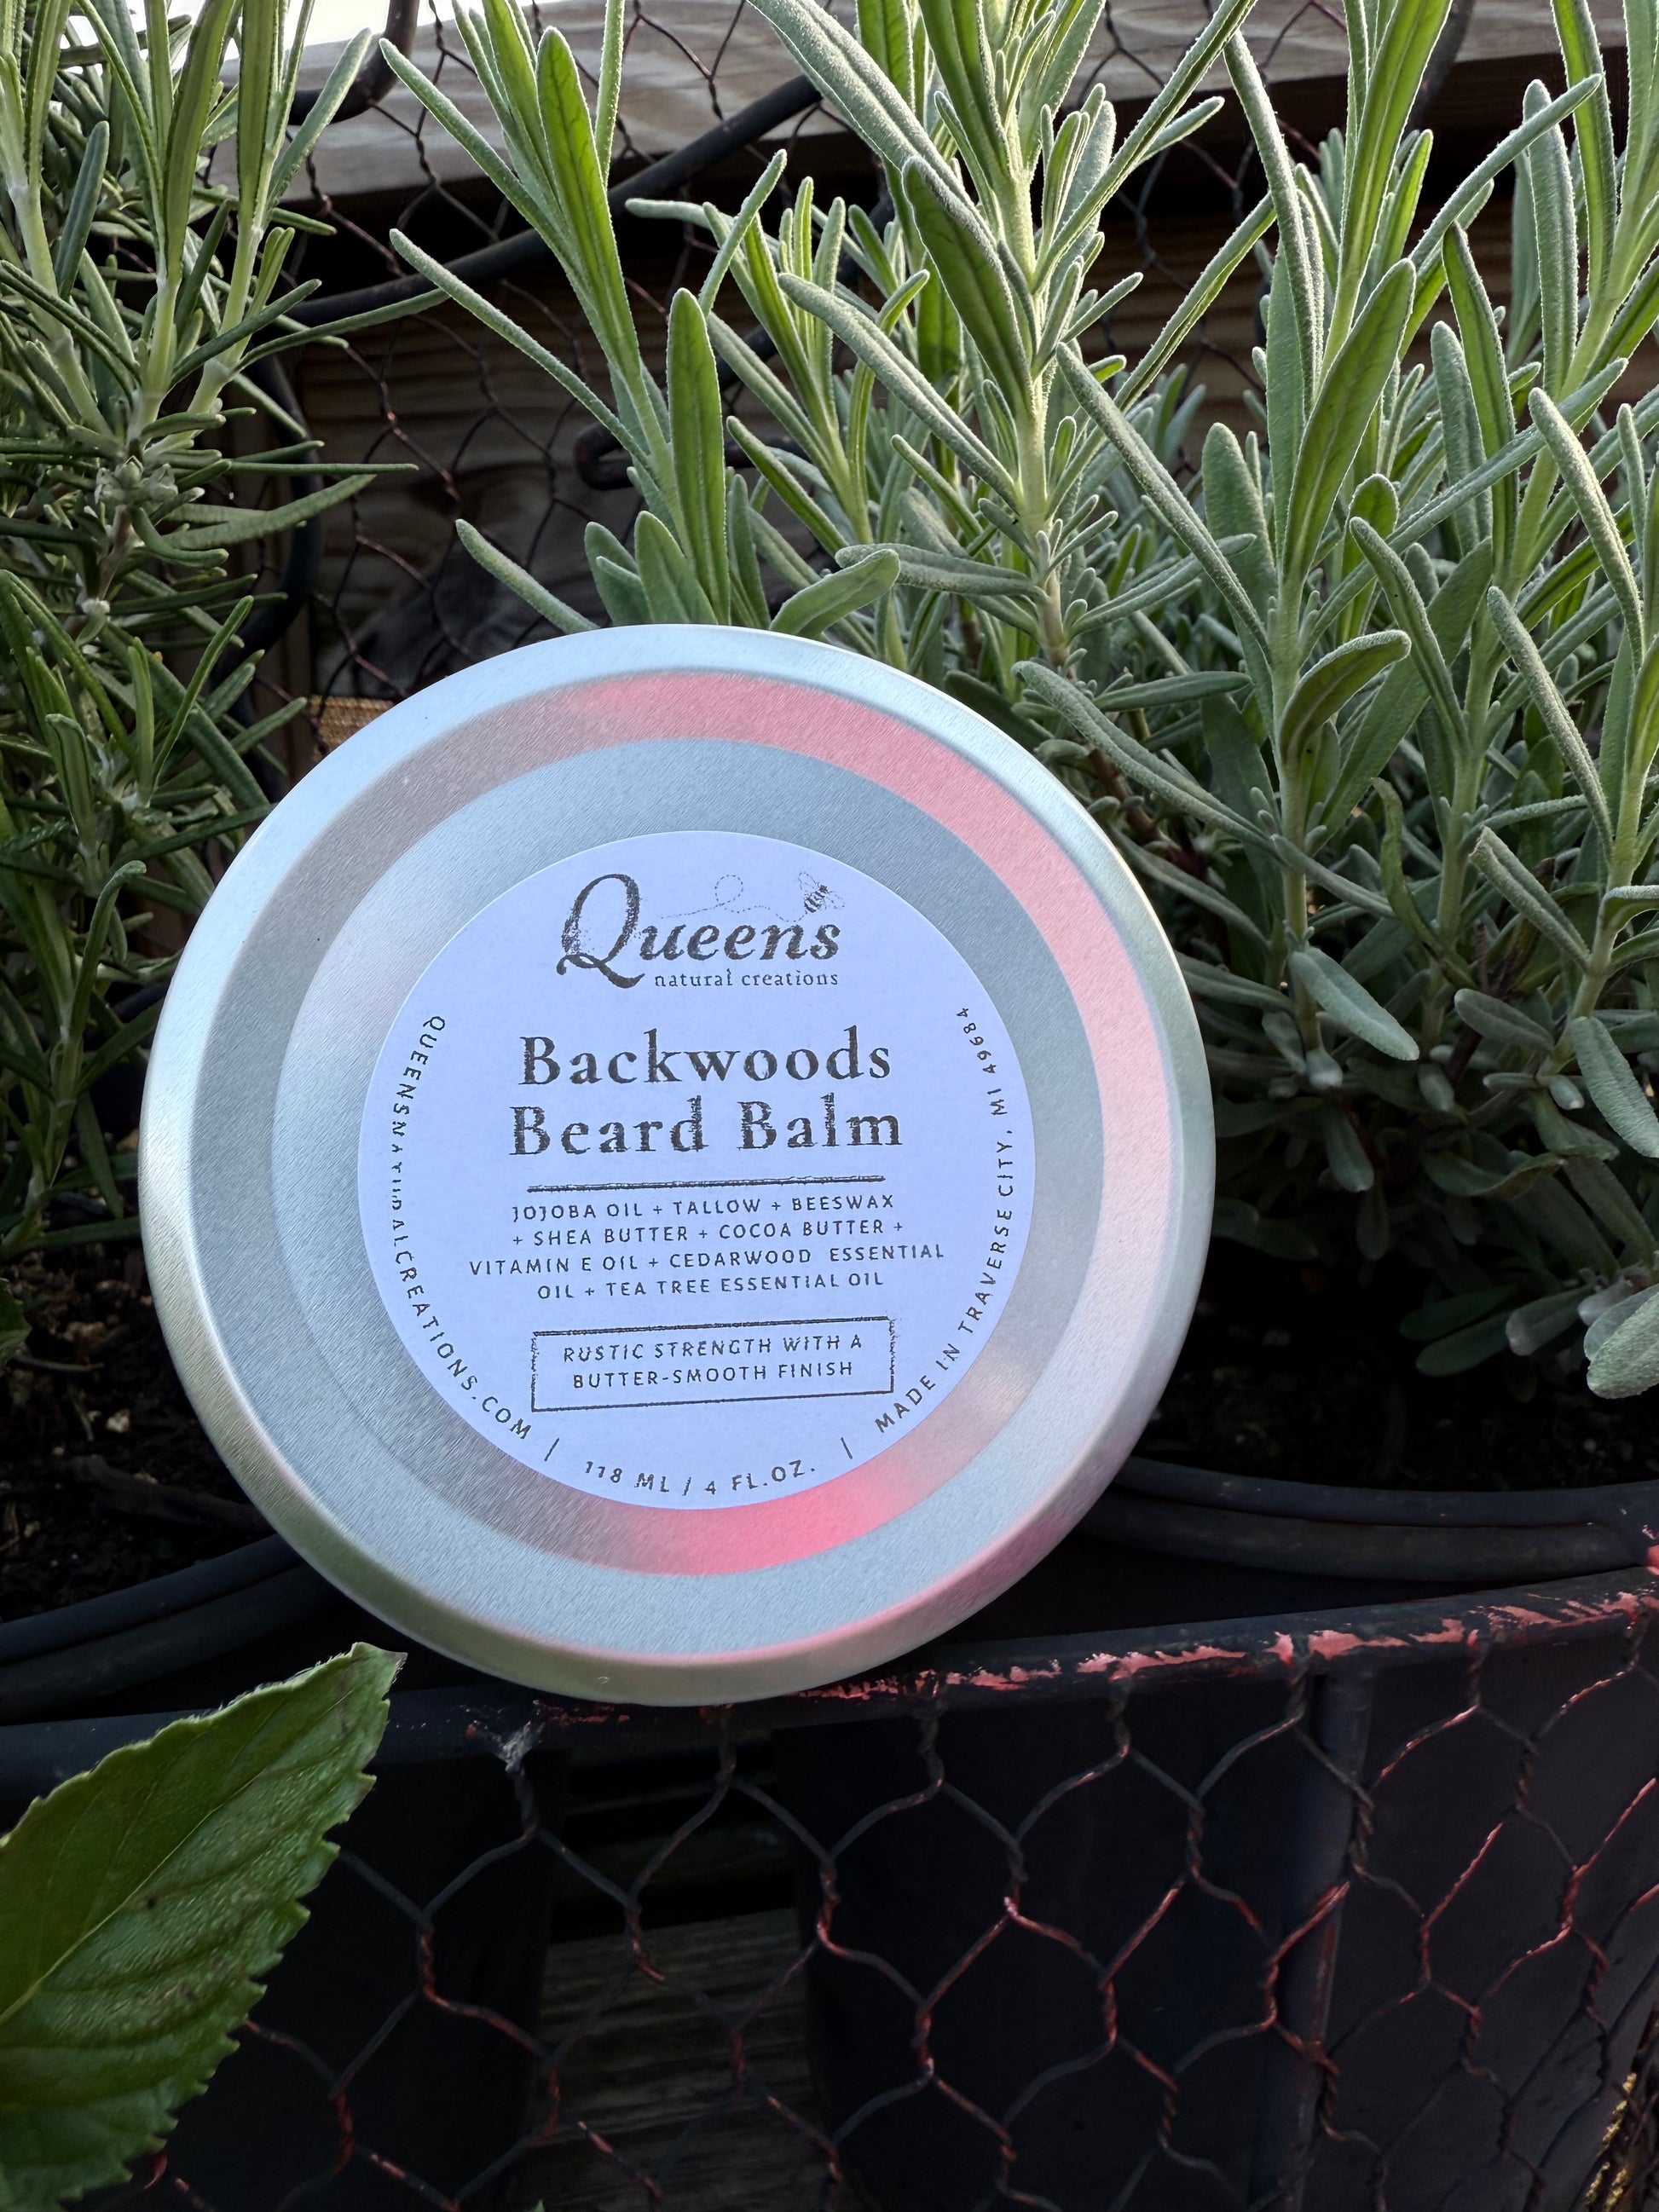 Queens
natural creations
Backwoods
Beard Balm
JOJOBA OIL + TALLOW + BEESWAX
+ SHEA BUTTER + COCOA BUTTER +
VITAMIN E OIL + CEDARWOOD ESSENTIAL
OIL + TEA TREE ESSENTIAL OIL
RUSTIC STRENGTH WITH A
BUTTER-SMOOTH FINISH
QUEENSNATURALCREATIONS.COM | 118 ML / 4 FL.OZ. | MADE IN TRAVERSE CITY, MI 49684